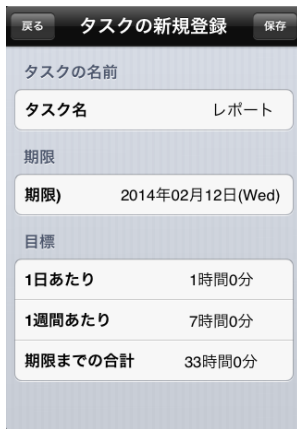 戻る タスクの新規登録 保存
タスクの名前
タスク名 レポート
期限
期限) 2014年02月12日(Wed)
目標
1日あたり 1時間0分
1週間あたり 7時間0分
期限までの合計 33時間0分